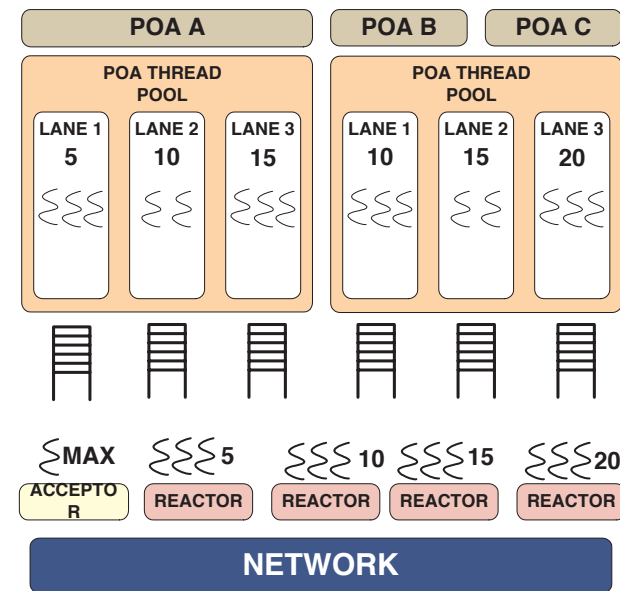 POA A
POA B
POA C
POA THREAD
POOL
LANE 1
5
LANE 2
10
LANE 3
15
POA THREAD
POOL
LANE 1
10
LANE 2
15
LANE 3
20
MAX
5
10
15
20
ACCEPTO
R
REACTOR
REACTOR
REACTOR
REACTOR
NETWORK